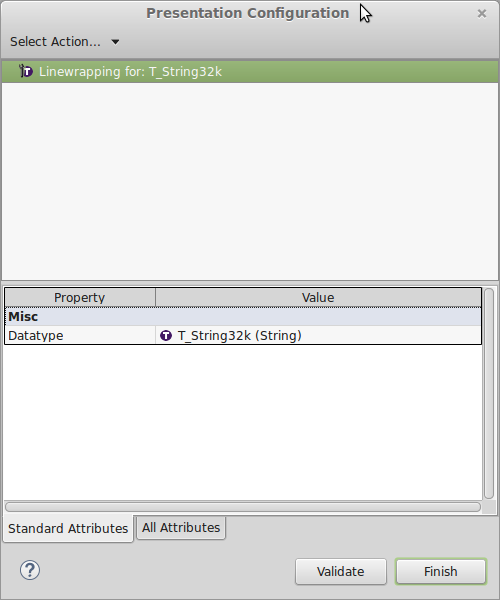 Presentation Configuration
Select Action...
Linewrapping for: T_String32k
Property Value
Misc
Datatype T T_String32k (String)
Standard Attributes All Attributes
? Validate Finish